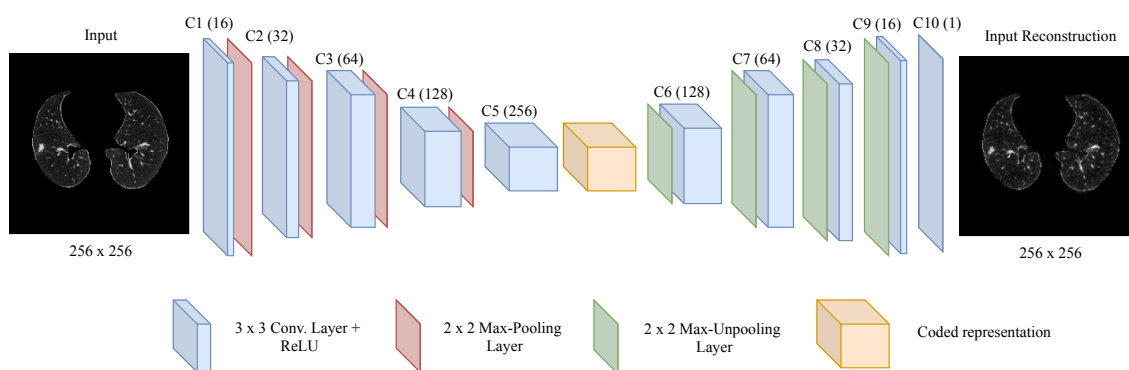 Input
C1 (16)
C2 (32)
C3 (64)
C4 (128)
C5 (256)
C6 (128)
C7 (64)
C8 (32)
C9 (16)
C10 (1)
Input Reconstruction
256 x 256
256 x 256
3 x 3 Conv. Layer +
ReLU
2 x 2 Max-Pooling
Layer
2 x 2 Max-Unpooling
Layer
Coded representation